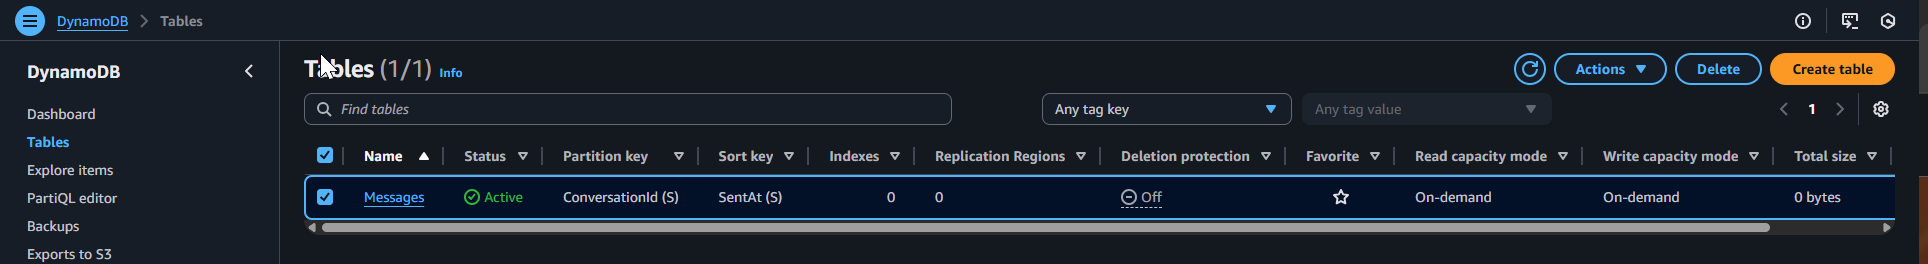 DynamoDB > Tables
DynamoDB
Dashboard
Tables
Explore items
PartiQL editor
Backups
Exports to S3
Tables (1/1) Info
Actions Delete Create table
Find tables
Any tag key Any tag value 1
Name Status Partition key Sort key Indexes Replication Regions Deletion protection Favorite Read capacity mode Write capacity mode Total size
Messages Active ConversationId (S) SentAt (S) 0 0 Off On-demand On-demand 0 bytes